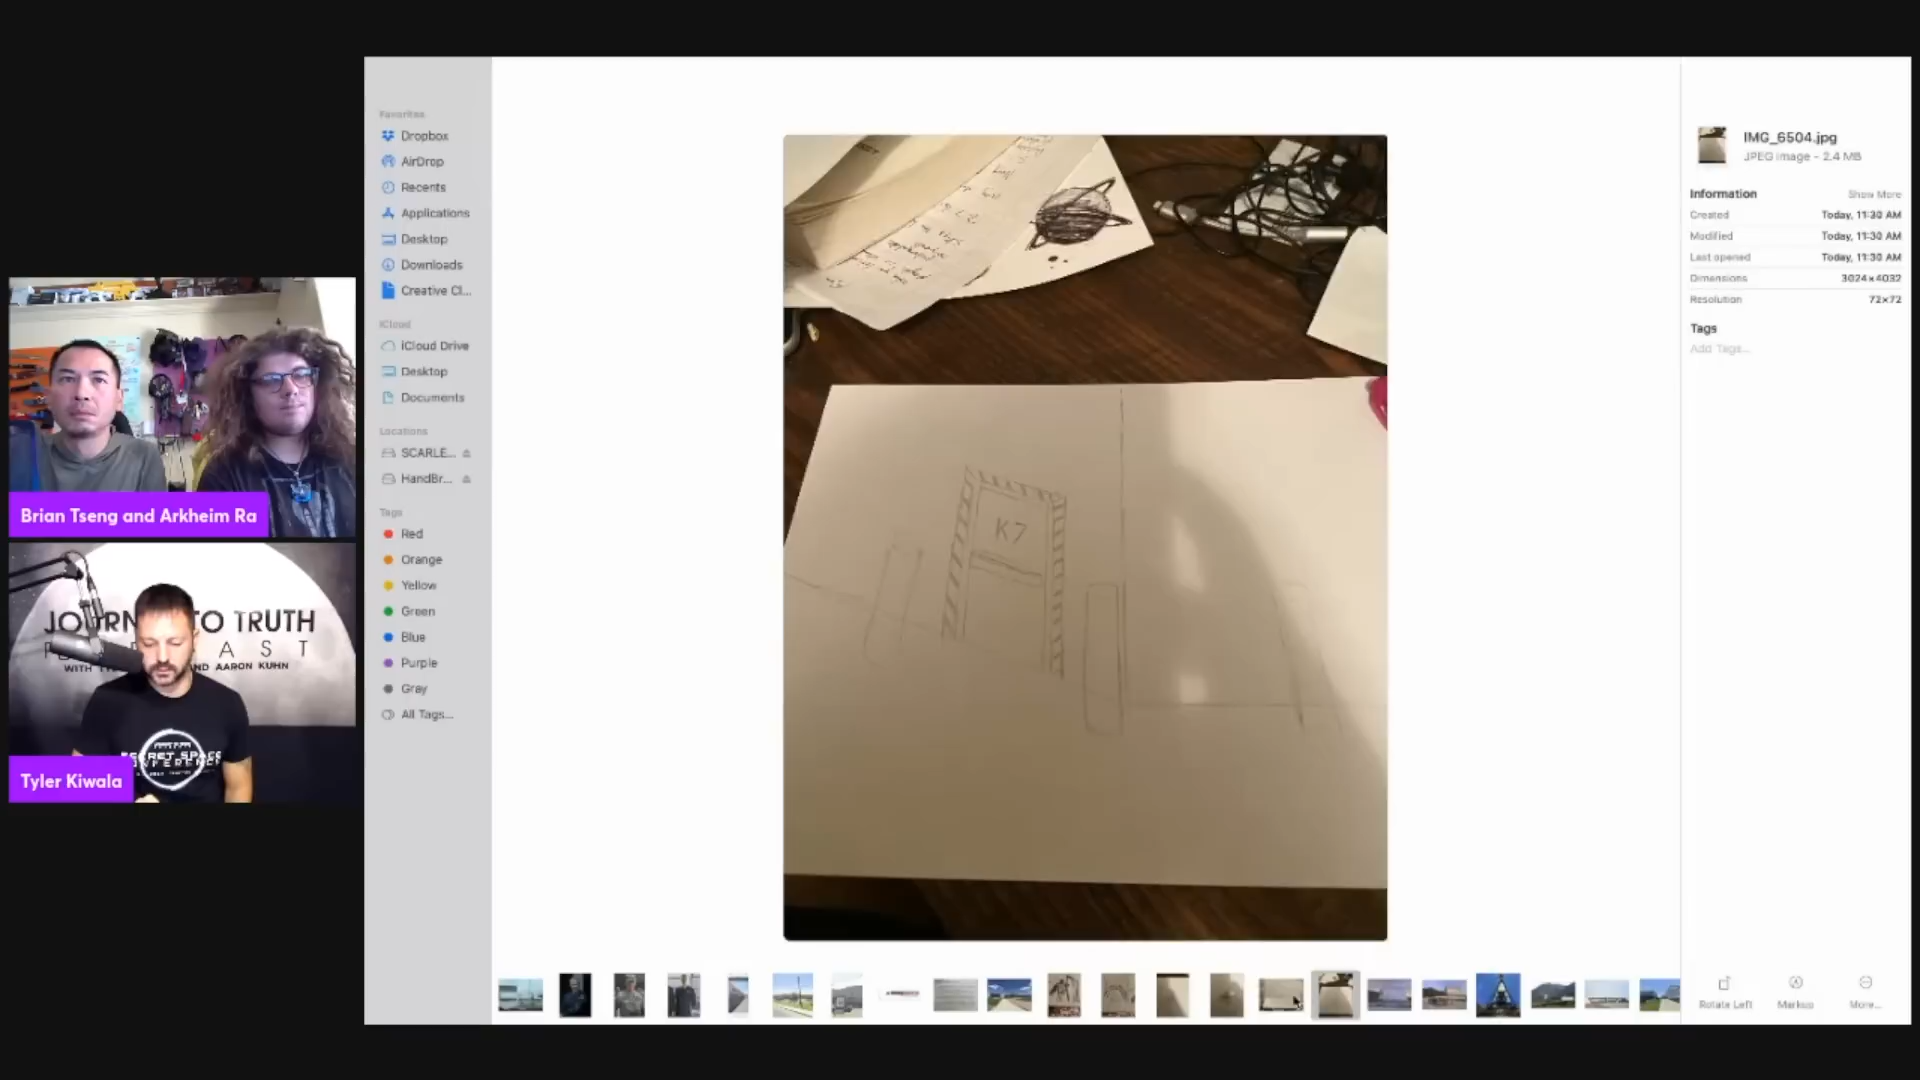 Favorites
Dropbox
AirDrop
Recents
Applications
Desktop
Downloads
Creative Cl...
iCloud
iCloud Drive
Desktop
Documents
Locations
SCARLE...
HandBr...
Tags
Red
Orange
Yellow
Green
Blue
Purple
Gray
All Tags...
K7
IMG_6504.jpg
JPEG image - 2.4 MB
Information
Show More
Created
Today, 11:30 AM
Modified
Today, 11:30 AM
Last opened
Today, 11:30 AM
Dimensions
3024×4032
Resolution
72×72
Tags
Add Tags...
Rotate Left
Markup
More...
Brian Tseng and Arkheim Ra
JOURN TO TRUTH
WITH
AND AARON KUHN
Tyler Kiwala